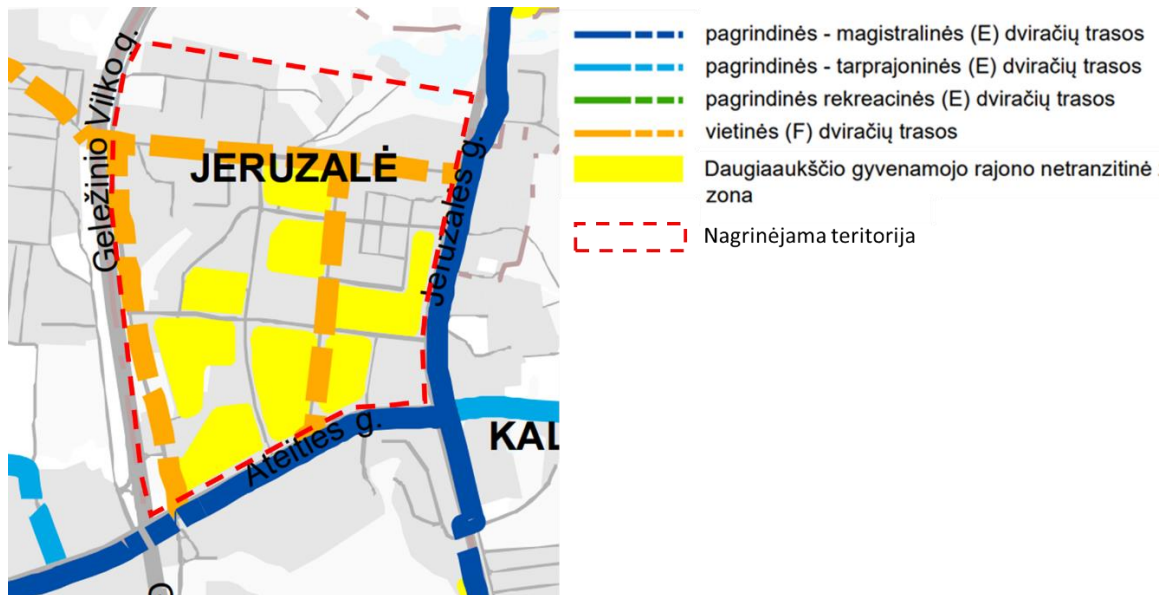 Geležinio Vilko g.
JERUZALĖ
Jeruzalės g.
Ateities g.
KAL
pagrindinės - magistralinės (E) dviračių trasos
pagrindinės - tarprajoninės (E) dviračių trasos
pagrindinės rekreacinės (E) dviračių trasos
vietinės (F) dviračių trasos
Daugiaaukščio gyvenamojo rajono netranzitinė
zona
Nagrinėjama teritorija